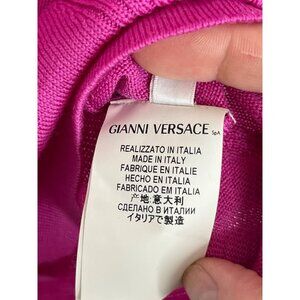 GIANNI VERSACE SpA
REALIZZATO IN ITALIA
MADE IN ITALY
FABRIQUE EN ITALIE
HECHO EN ITALIA
FABRICADO EM ITALIA
产地:意大利
СДЕЛАНО В ИТАЛИИ
イタリアで製造